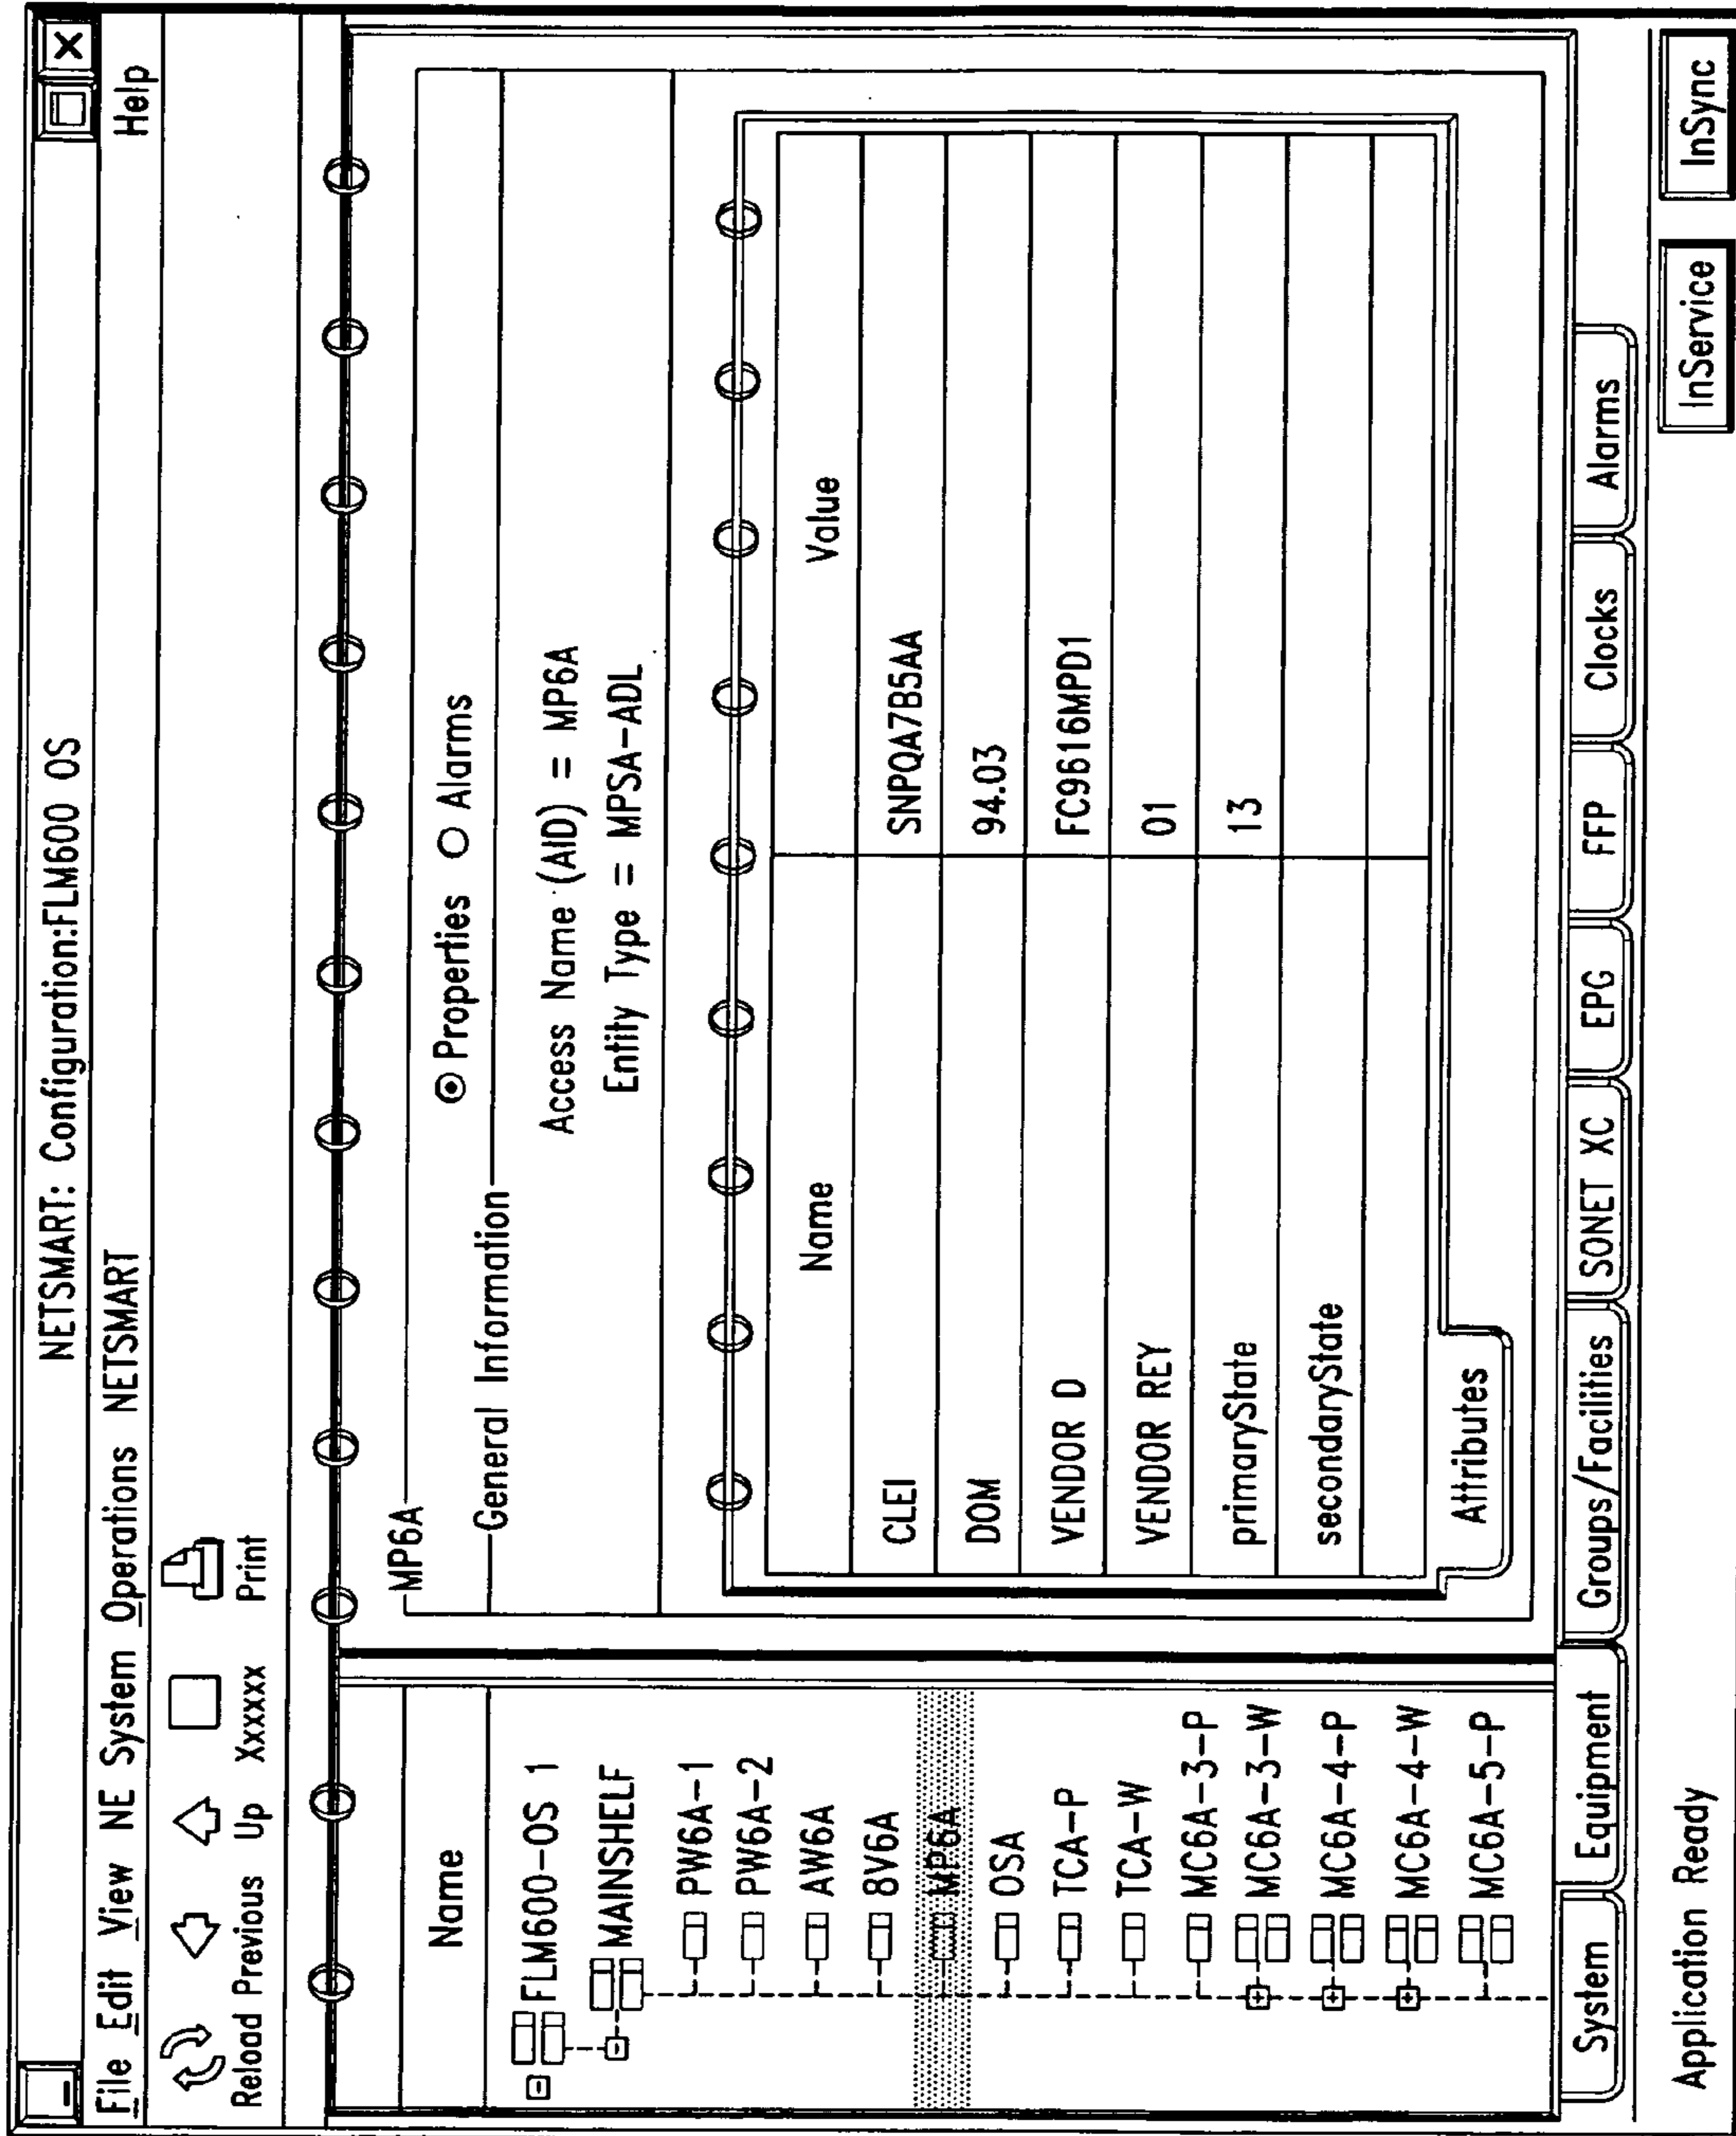 NETSMART: Configuration:FLM600 OS
File Edit View NE System Operations NETSMART Help
Reload Previous Up Xxxxx Print
Name
FLM600-OS 1
MAINSHELF
PW6A-1
PW6A-2
AW6A
8V6A
MP6A
OSA
TCA-P
TCA-W
MC6A-3-P
MC6A-3-W
MC6A-4-P
MC6A-4-W
MC6A-5-P
MP6A
Properties Alarms
General Information
Access Name (AID) = MP6A
Entity Type = MPSA-ADL
Name Value
CLEI SNPQA7B5AA
DOM 94.03
VENDOR D FC9616MPD1
VENDOR REY 01
primaryState 13
secondaryState
Attributes
System Equipment Groups/Facilities SONET XC EPG FFP Clocks Alarms
Application Ready InService InSync